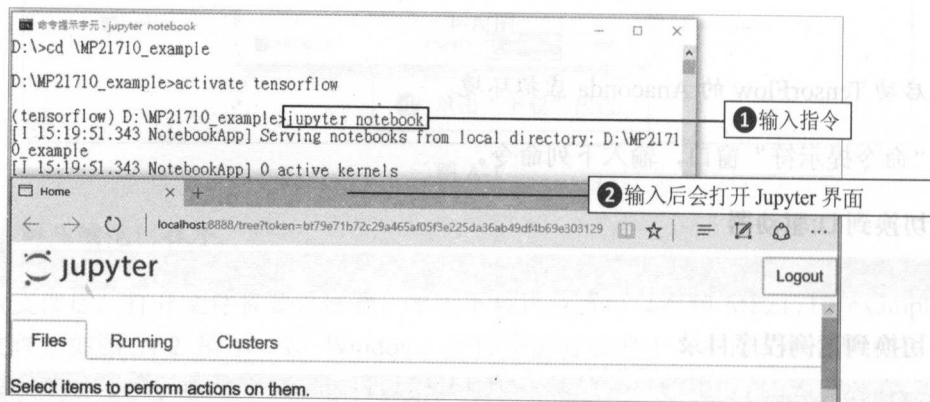 命令提示字元 - jupyter notebook
D:\>cd \MP21710_example
D:\MP21710_example>activate tensorflow
(tensorflow) D:\MP21710_example>jupyter notebook
[I 15:19:51.343 NotebookApp] Serving notebooks from local directory: D:\MP2171
0_example
[I 15:19:51.343 NotebookApp] 0 active kernels
❶输入指令
Home
❷输入后会打开 Jupyter 界面
localhost:8888/tree?token=bf79e71b72c29a465af05f3e225da36ab49df4b69e303129
jupyter
Logout
Files Running Clusters
Select items to perform actions on them.